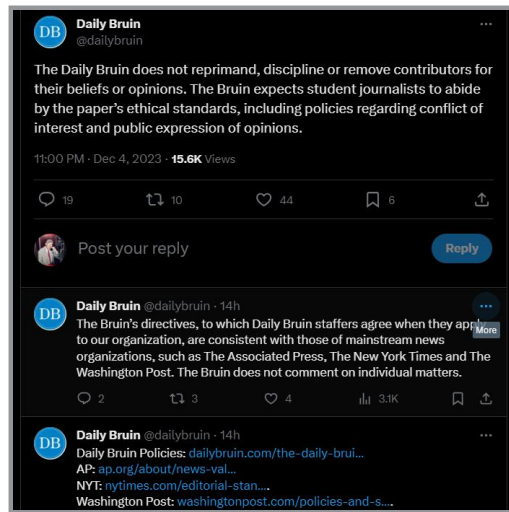 DB Daily Bruin
@dailybruin
The Daily Bruin does not reprimand, discipline or remove contributors for
their beliefs or opinions. The Bruin expects student journalists to abide
by the paper's ethical standards, including policies regarding conflict of
interest and public expression of opinions.
11:00 PM · Dec 4, 2023 · 15.6K Views
19 10 44 6
Post your reply
Reply
DB Daily Bruin @dailybruin · 14h
The Bruin's directives, to which Daily Bruin staffers agree when they
More
to our organization, are consistent with those of mainstream news
organizations, such as The Associated Press, The New York Times and The
Washington Post. The Bruin does not comment on individual matters.
2 3 4 3.1K
DB Daily Bruin @dailybruin · 14h
Daily Bruin Policies: dailybruin.com/the-daily-brui...
AP: ap.org/about/news-val...
NYT: nytimes.com/editorial-stan....
Washington Post: washingtonpost.com/policies-and-s....